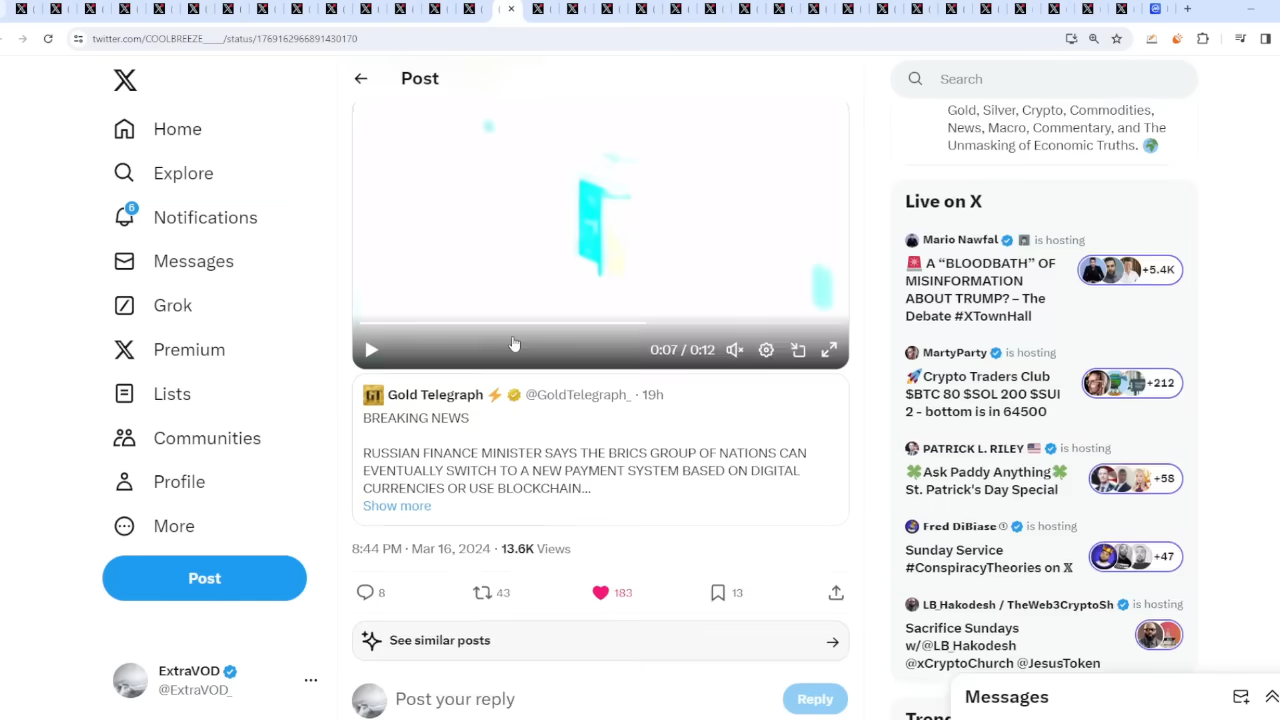 twitter.com/COOLBREEZE____/status/1769162966891430170
Post
Search
Home
Explore
6
Notifications
Messages
Grok
Premium
Lists
Communities
Profile
More
Post
ExtraVOD
@ExtraVOD_
0:07 / 0:12
GT Gold Telegraph @GoldTelegraph_ · 19h
BREAKING NEWS
RUSSIAN FINANCE MINISTER SAYS THE BRICS GROUP OF NATIONS CAN
EVENTUALLY SWITCH TO A NEW PAYMENT SYSTEM BASED ON DIGITAL
CURRENCIES OR USE BLOCKCHAIN...
Show more
8:44 PM · Mar 16, 2024 · 13.6K Views
8 43 183 13
See similar posts
Post your reply
Reply
Gold, Silver, Crypto, Commodities,
News, Macro, Commentary, and The
Unmasking of Economic Truths.
Live on X
Mario Nawfal is hosting
🚨 A “BLOODBATH” OF
MISINFORMATION
ABOUT TRUMP? – The
Debate #XTownHall
+5.4K
MartyParty is hosting
🚀Crypto Traders Club
$BTC 80 $SOL 200 $SUI
2 - bottom is in 64500
+212
PATRICK L. RILEY 🇺🇸 is hosting
🍀Ask Paddy Anything🍀
St. Patrick's Day Special
+58
Fred DiBiase is hosting
Sunday Service
#ConspiracyTheories on 𝕏
+47
LB_Hakodesh / TheWeb3CryptoSh is hosting
Sacrifice Sundays
w/@LB_Hakodesh
@xCryptoChurch @JesusToken
Messages